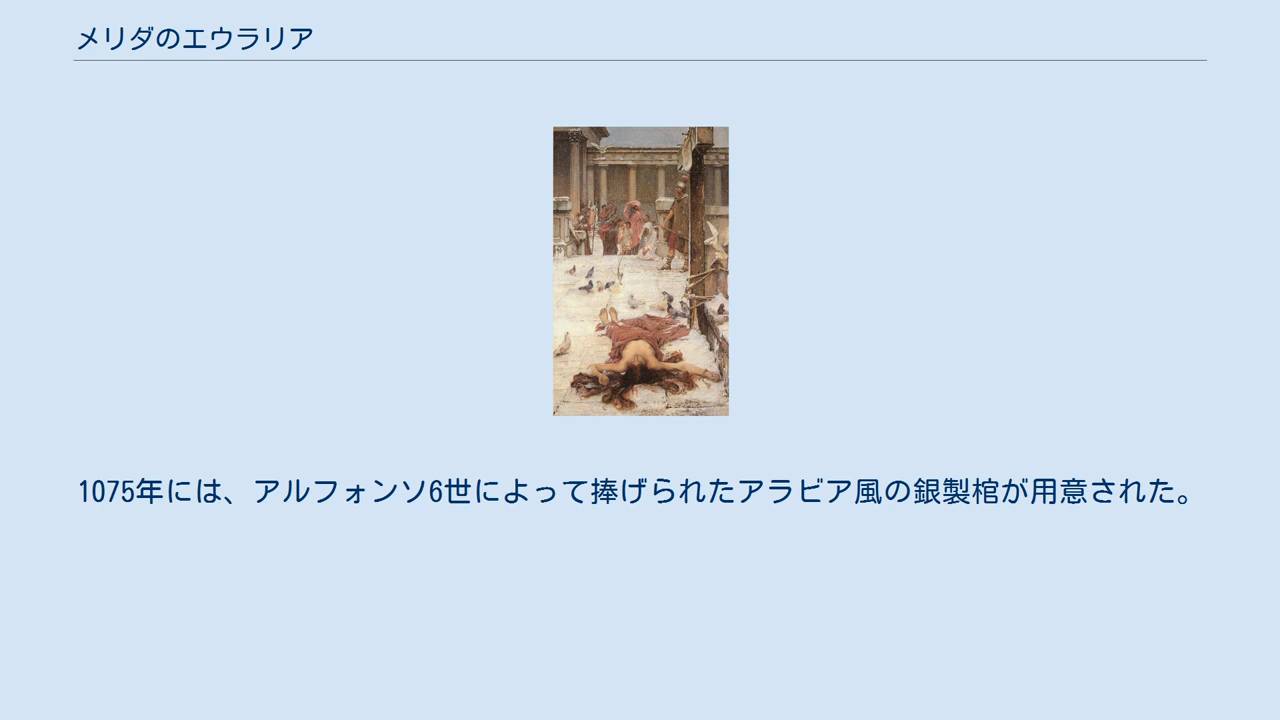 メリダのエウラリア
1075年には、アルフォンソ6世によって捧げられたアラビア風の銀製棺が用意された。